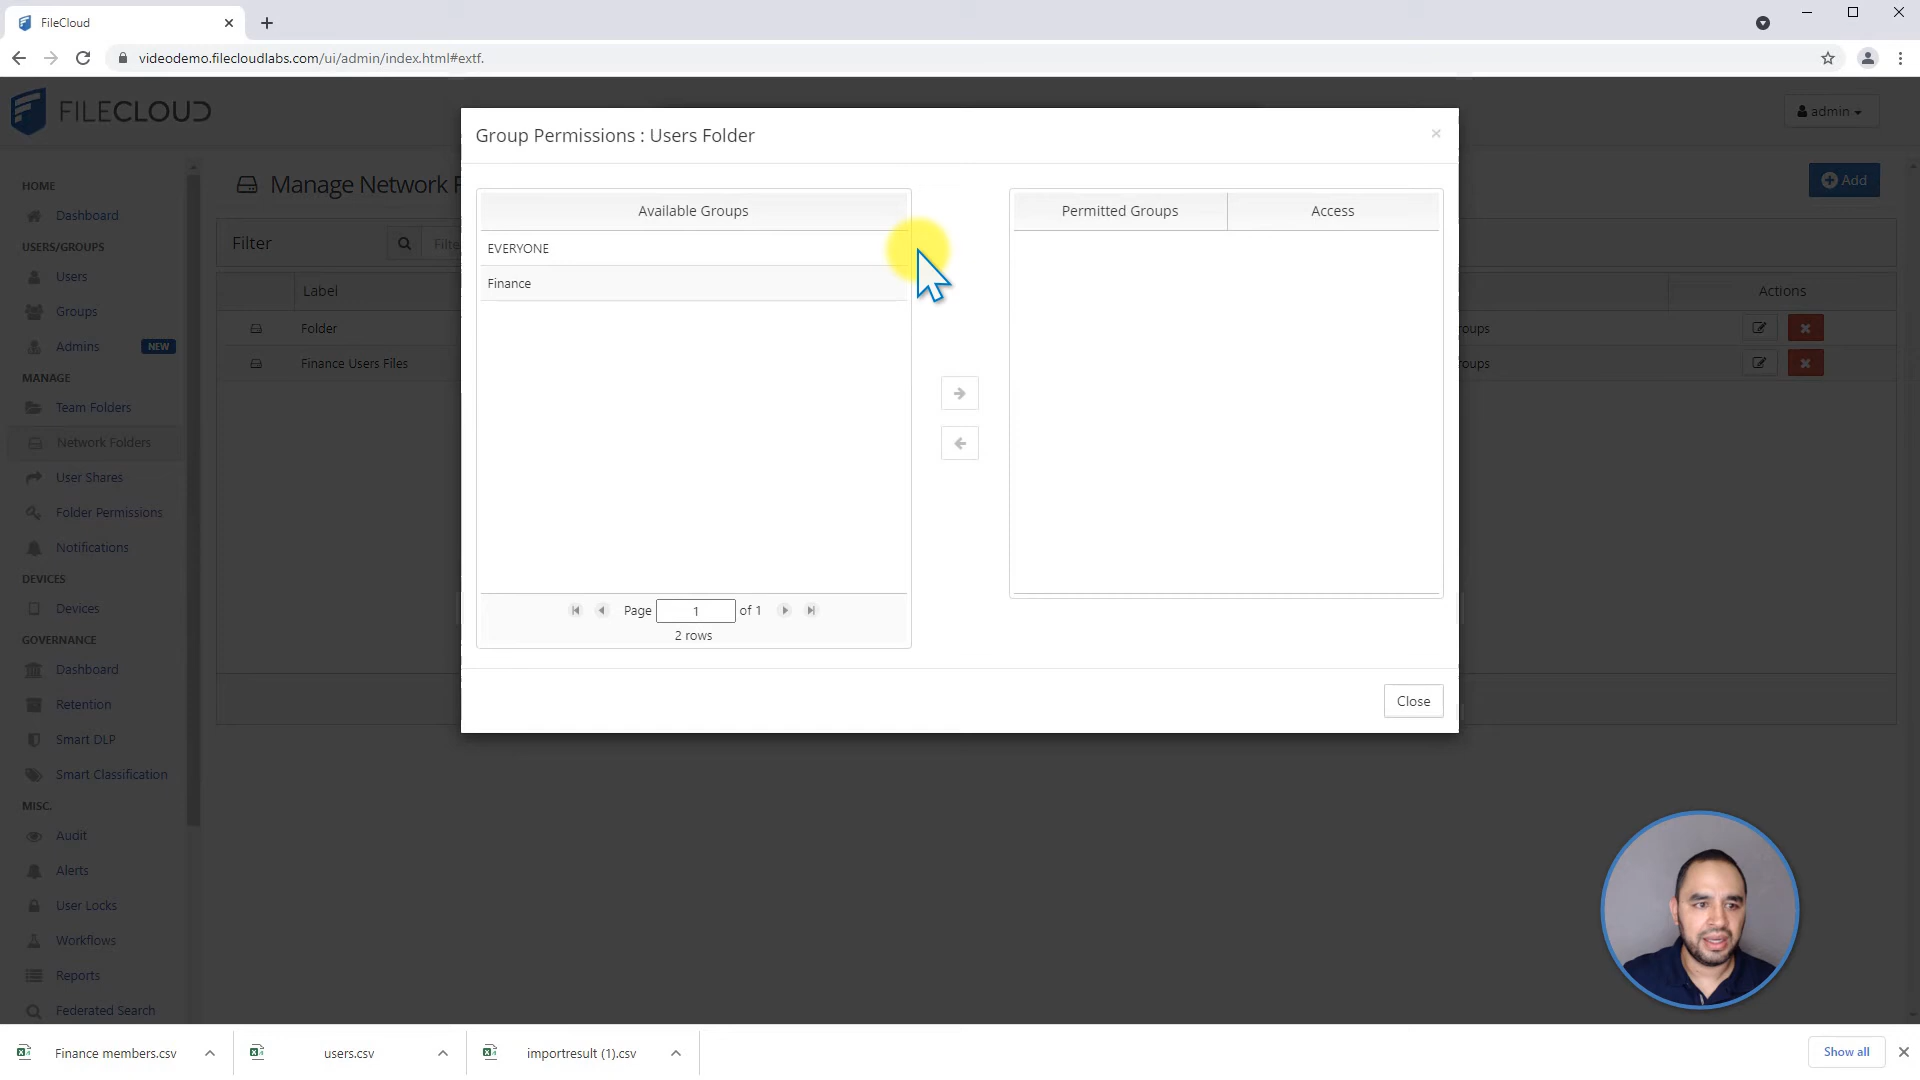 FileCloud
videodemo.filecloudlabs.com/ui/admin/index.html#extf.
FILECLOUD
admin
HOME
Dashboard
USERS/GROUPS
Users
Groups
Admins NEW
MANAGE
Team Folders
Network Folders
User Shares
Folder Permissions
Notifications
DEVICES
Devices
GOVERNANCE
Dashboard
Retention
Smart DLP
Smart Classification
MISC.
Audit
Alerts
User Locks
Workflows
Reports
Federated Search
Manage Network F
Add
Filter
Filte
Label
Actions
Folder
roups
Finance Users Files
roups
Group Permissions : Users Folder
Available Groups
EVERYONE
Finance
Page 1 of 1
2 rows
Permitted Groups Access
Close
Finance members.csv
users.csv
importresult (1).csv
Show all